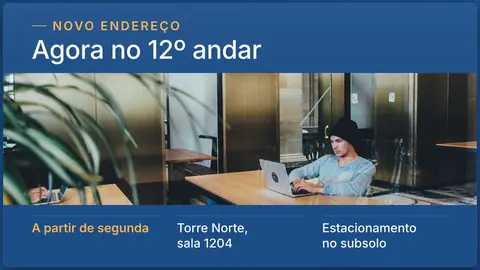 NOVO ENDEREÇO
Agora no 12º andar
A partir de segunda
Torre Norte,
sala 1204
Estacionamento
no subsolo